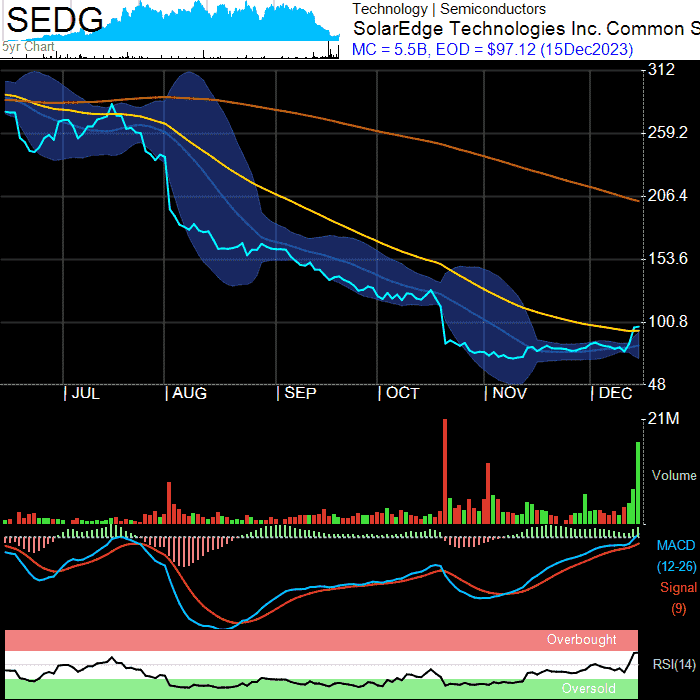 SEDG
5yr Chart
Technology | Semiconductors
SolarEdge Technologies Inc. Common S
MC = 5.5B, EOD = $97.12 (15Dec2023)
312
259.2
206.4
153.6
100.8
48
| JUL | AUG | SEP | OCT | NOV | DEC
21M
Volume
MACD
(12-26)
Signal
(9)
Overbought
RSI(14)
Oversold